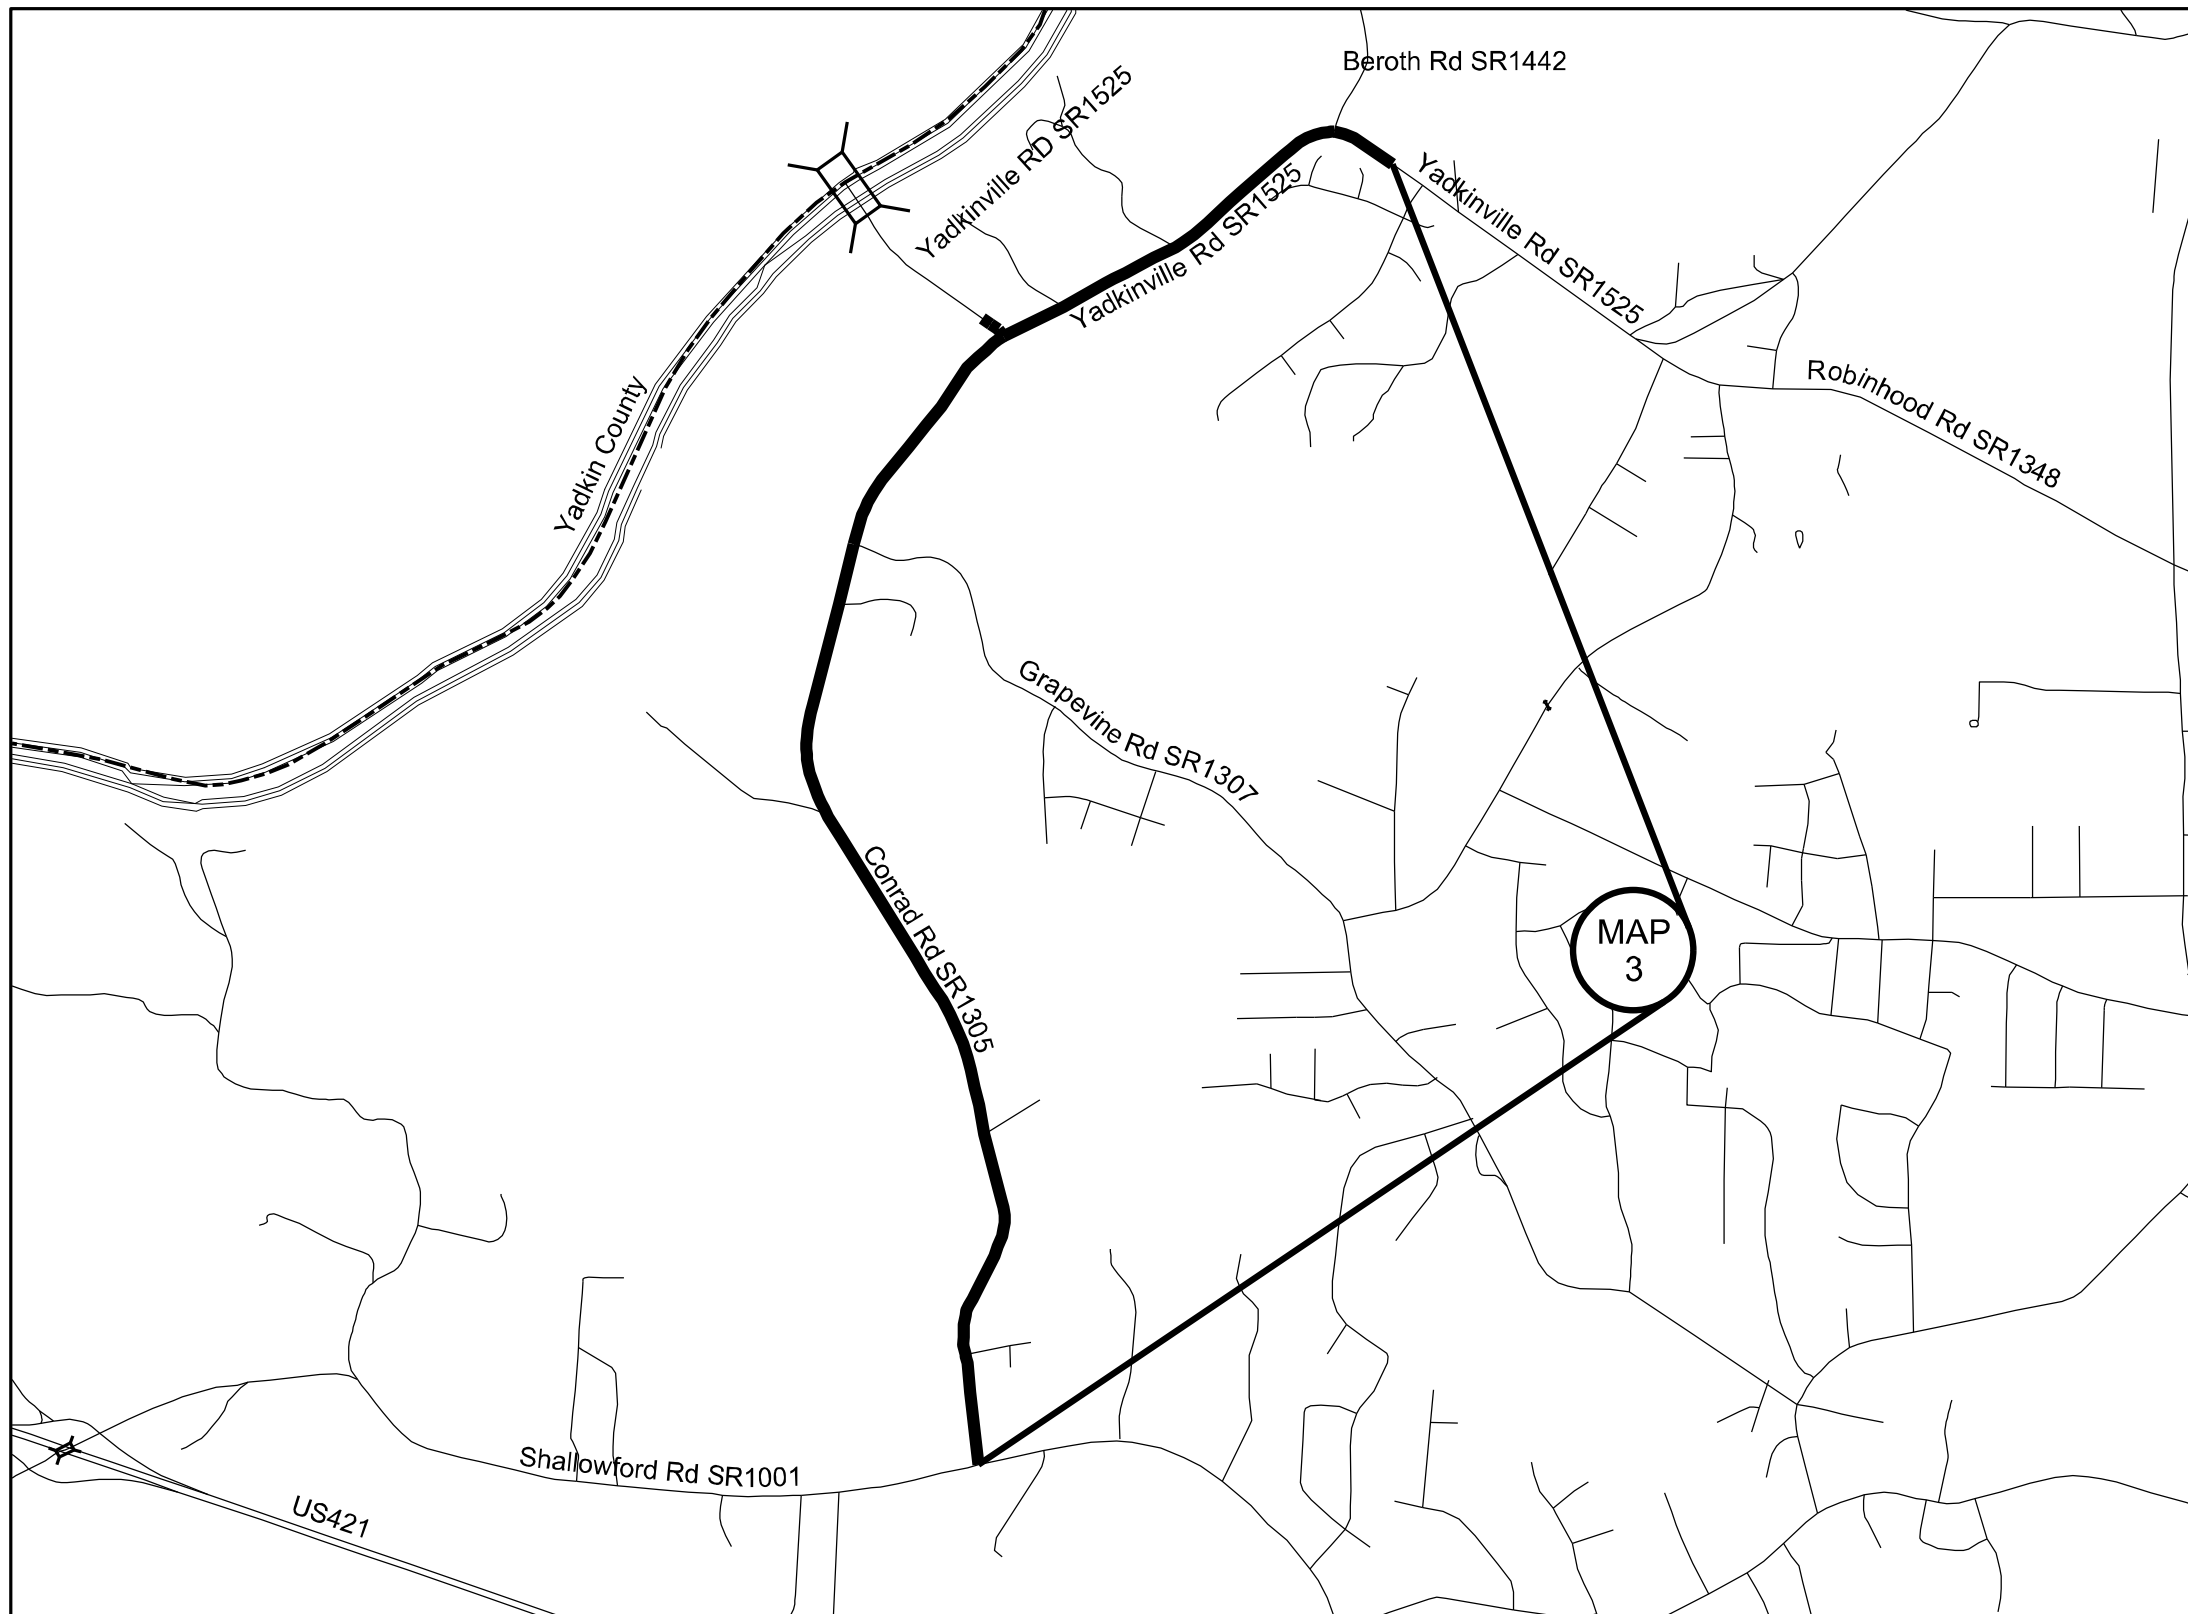 Beroth Rd SR1442
Yadkinville RD SR1525
Yadkinville Rd SR1525
Yadkinville Rd SR1525
Robinhood Rd SR1348
Yadkin County
Grapevine Rd SR1307
Conrad Rd SR1305
MAP
3
Shallowford Rd SR1001
US421